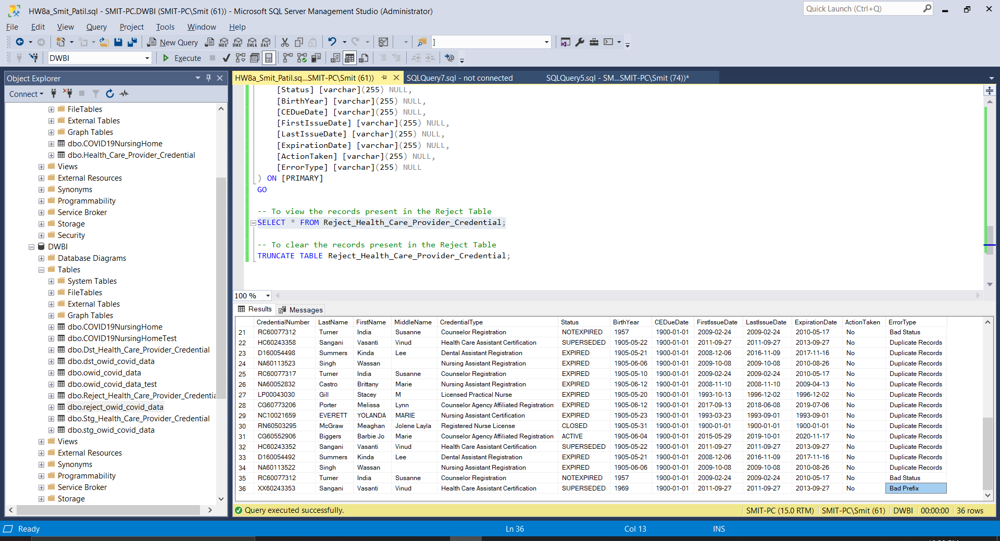 HW8a_Smit_Patil.sql - SMIT-PC.DWBI (SMIT-PC\Smit (61)) - Microsoft SQL Server Management Studio (Administrator)
Quick Launch (Ctrl+Q)
File Edit View Query Project Tools Window Help
New Query MDX DMX XMLA DAX ]
DWBI Execute
Object Explorer
Connect
FileTables
External Tables
Graph Tables
dbo.COVID19NursingHome
dbo.Health_Care_Provider_Credential
Views
External Resources
Synonyms
Programmability
Service Broker
Storage
Security
DWBI
Database Diagrams
Tables
System Tables
FileTables
External Tables
Graph Tables
dbo.COVID19NursingHome
dbo.COVID19NursingHomeTest
dbo.Dst_Health_Care_Provider_Credential
dbo.dst_owid_covid_data
dbo.owid_covid_data
dbo.owid_covid_data_test
dbo.Reject_Health_Care_Provider_Credentia
dbo.reject_owid_covid_data
dbo.Stg_Health_Care_Provider_Credential
dbo.stg_owid_covid_data
Views
External Resources
Synonyms
Programmability
Service Broker
Storage
HW8a_Smit_Patil.sq...SMIT-PC\Smit (61)) SQLQuery7.sql - not connected SQLQuery5.sql - SM...SMIT-PC\Smit (74))*
[Status] [varchar](255) NULL,
[BirthYear] [varchar](255) NULL,
[CEDueDate] [varchar](255) NULL,
[FirstIssueDate] [varchar](255) NULL,
[LastIssueDate] [varchar](255) NULL,
[ExpirationDate] [varchar](255) NULL,
[ActionTaken] [varchar](255) NULL,
[ErrorType] [varchar](255) NULL
) ON [PRIMARY]
GO
-- To view the records present in the Reject Table
SELECT * FROM Reject_Health_Care_Provider_Credential;
-- To clear the records present in the Reject Table
TRUNCATE TABLE Reject_Health_Care_Provider_Credential;
100 %
Results Messages
CredentialNumber LastName FirstName MiddleName CredentialType Status BirthYear CEDueDate FirstIssueDate LastIssueDate ExpirationDate ActionTaken ErrorType
21 RC60077312 Turner India Susanne Counselor Registration NOTEXPIRED 1957 1900-01-01 2009-02-24 2009-02-24 2010-05-17 No Bad Status
22 HC60243358 Sangani Vasanti Vinud Health Care Assistant Certification SUPERSEDED 1905-05-22 1900-01-01 2011-09-27 2011-09-27 2013-09-27 No Duplicate Records
23 D160054498 Summers Kinda Lee Dental Assistant Registration EXPIRED 1905-05-21 1900-01-01 2008-12-06 2016-11-09 2017-11-16 No Duplicate Records
24 NA60113523 Singh Wassan Nursing Assistant Registration EXPIRED 1905-06-06 1900-01-01 2009-10-08 2009-10-08 2010-08-26 No Duplicate Records
25 RC60077317 Turner India Susanne Counselor Registration EXPIRED 1905-05-10 1900-01-01 2009-02-24 2009-02-24 2010-05-17 No Duplicate Records
26 NA60052832 Castro Brittany Marie Nursing Assistant Registration EXPIRED 1905-06-12 1900-01-01 2008-11-10 2008-11-10 2009-04-13 No Duplicate Records
27 LP00043030 Gill Stacey M Licensed Practical Nurse EXPIRED 1905-05-20 1900-01-01 1993-10-13 1996-12-02 1996-12-02 No Duplicate Records
28 CG60773206 Porter Melissa Lynn Counselor Agency Affiliated Registration EXPIRED 1905-06-12 1900-01-01 2017-09-13 2018-06-08 2019-07-06 No Duplicate Records
29 NC10021659 EVERETT YOLANDA MARIE Nursing Assistant Certification EXPIRED 1905-05-23 1900-01-01 1993-03-23 1993-09-01 1993-09-01 No Duplicate Records
30 RN60503295 McGraw Meaghan Jolene Layla Registered Nurse License CLOSED 1905-05-31 1900-01-01 1900-01-01 1900-01-01 1900-01-01 No Duplicate Records
31 CG60552906 Biggers Barbie Jo Marie Counselor Agency Affiliated Registration ACTIVE 1905-06-04 1900-01-01 2015-05-29 2019-10-01 2020-11-17 No Duplicate Records
32 HC60243352 Sangani Vasanti Vinud Health Care Assistant Certification SUPERSEDED 1905-05-22 1900-01-01 2011-09-27 2011-09-27 2013-09-27 No Duplicate Records
33 D160054492 Summers Kinda Lee Dental Assistant Registration EXPIRED 1905-05-21 1900-01-01 2008-12-06 2016-11-09 2017-11-16 No Duplicate Records
34 NA60113522 Singh Wassan Nursing Assistant Registration EXPIRED 1905-06-06 1900-01-01 2009-10-08 2009-10-08 2010-08-26 No Duplicate Records
35 RC60077312 Turner India Susanne Counselor Registration NOTEXPIRED 1957 1900-01-01 2009-02-24 2009-02-24 2010-05-17 No Bad Status
36 XX60243353 Sangani Vasanti Vinud Health Care Assistant Certification SUPERSEDED 1969 1900-01-01 2011-09-27 2011-09-27 2013-09-27 No Bad Prefix
Query executed successfully. SMIT-PC (15.0 RTM) SMIT-PC\Smit (61) DWBI 00:00:00 36 rows
Ready Ln 36 Col 13 INS